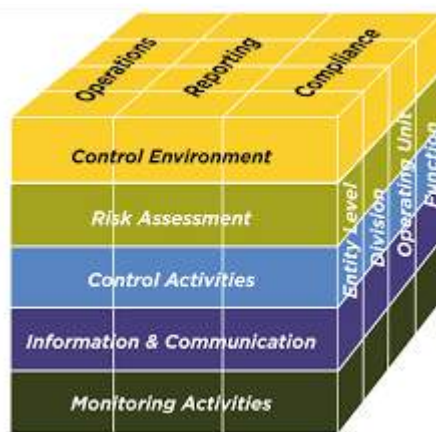 Operations
Reporting
Compliance
Control Environment
Risk Assessment
Control Activities
Information & Communication
Monitoring Activities
Entity Level
Division
Operating Unit
Function